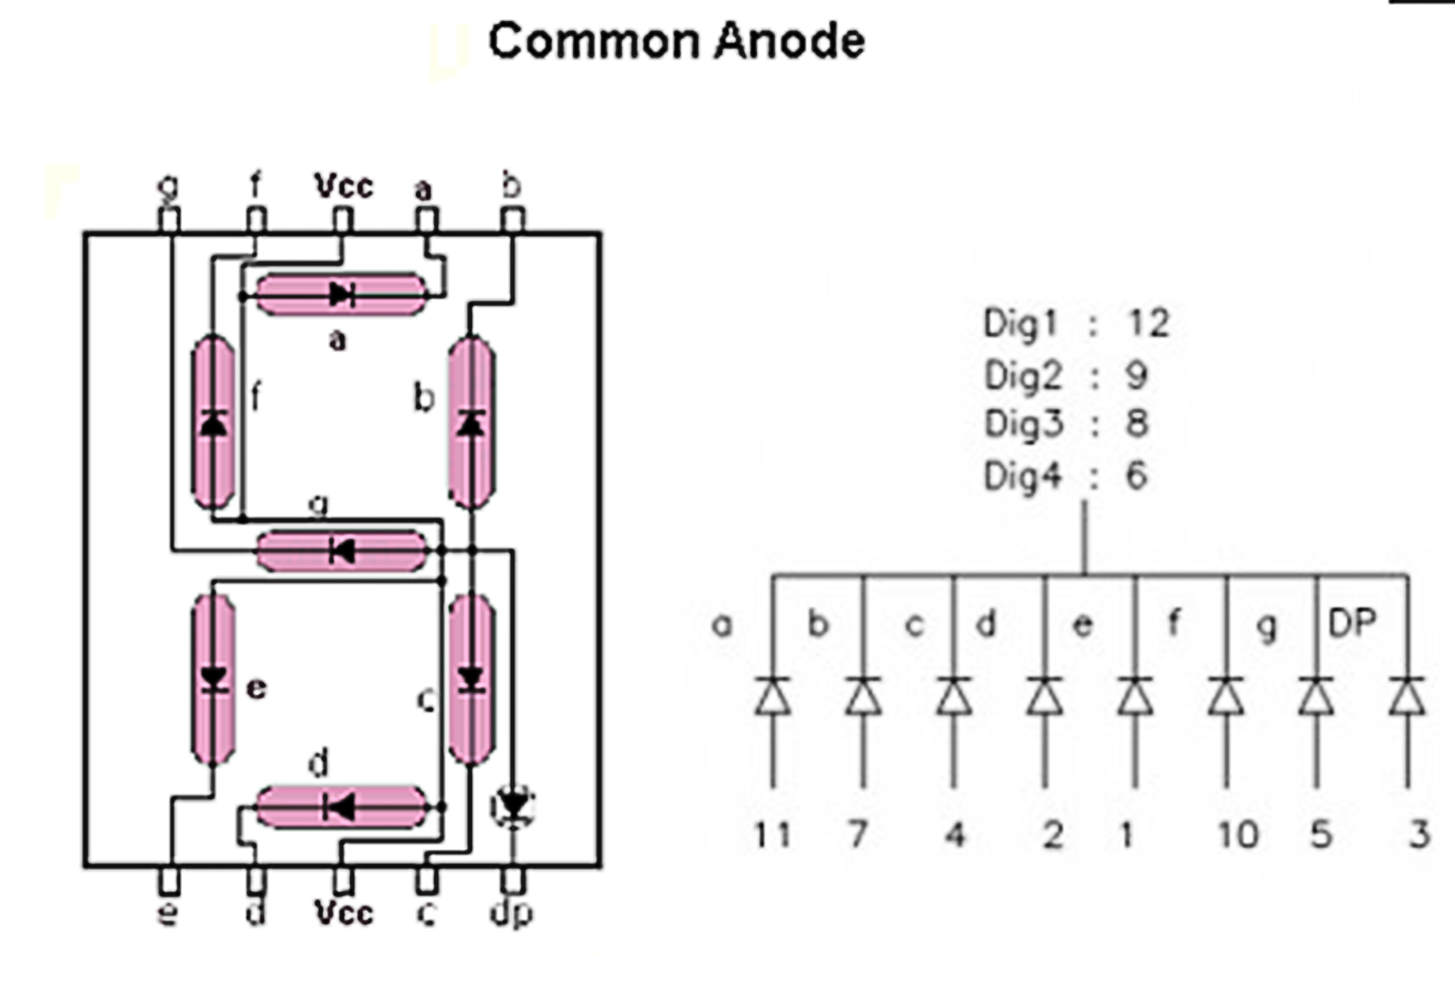 Common Anode
g f Vcc a b
a
f b
g
e c
d
e d Vcc c dp
Dig1 : 12
Dig2 : 9
Dig3 : 8
Dig4 : 6
a b c d e f g DP
11 7 4 2 1 10 5 3